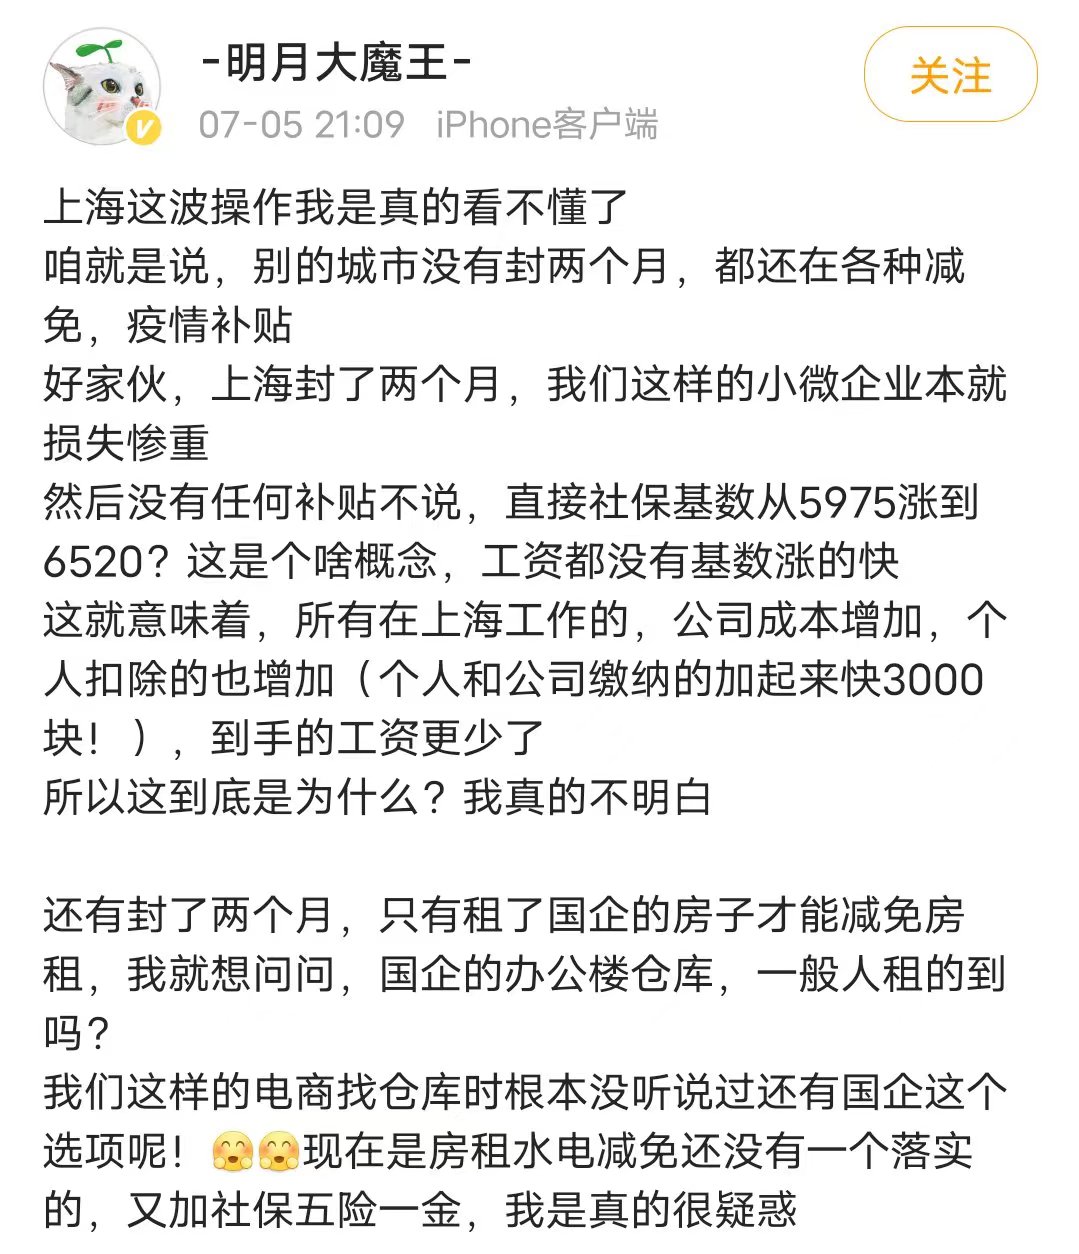 -明月大魔王-
关注
07-05 21:09 iPhone客户端
上海这波操作我是真的看不懂了
咱就是说，别的城市没有封两个月，都还在各种减
免，疫情补贴
好家伙，上海封了两个月，我们这样的小微企业本就
损失惨重
然后没有任何补贴不说，直接社保基数从5975涨到
6520？这是个啥概念，工资都没有基数涨的快
这就意味着，所有在上海工作的，公司成本增加，个
人扣除的也增加（个人和公司缴纳的加起来快3000
块！），到手的工资更少了
所以这到底是为什么？我真的不明白
还有封了两个月，只有租了国企的房子才能减免房
租，我就想问问，国企的办公楼仓库，一般人租的到
吗？
我们这样的电商找仓库时根本没听说过还有国企这个
选项呢！🤗🤗现在是房租水电减免还没有一个落实
的，又加社保五险一金，我是真的很疑惑